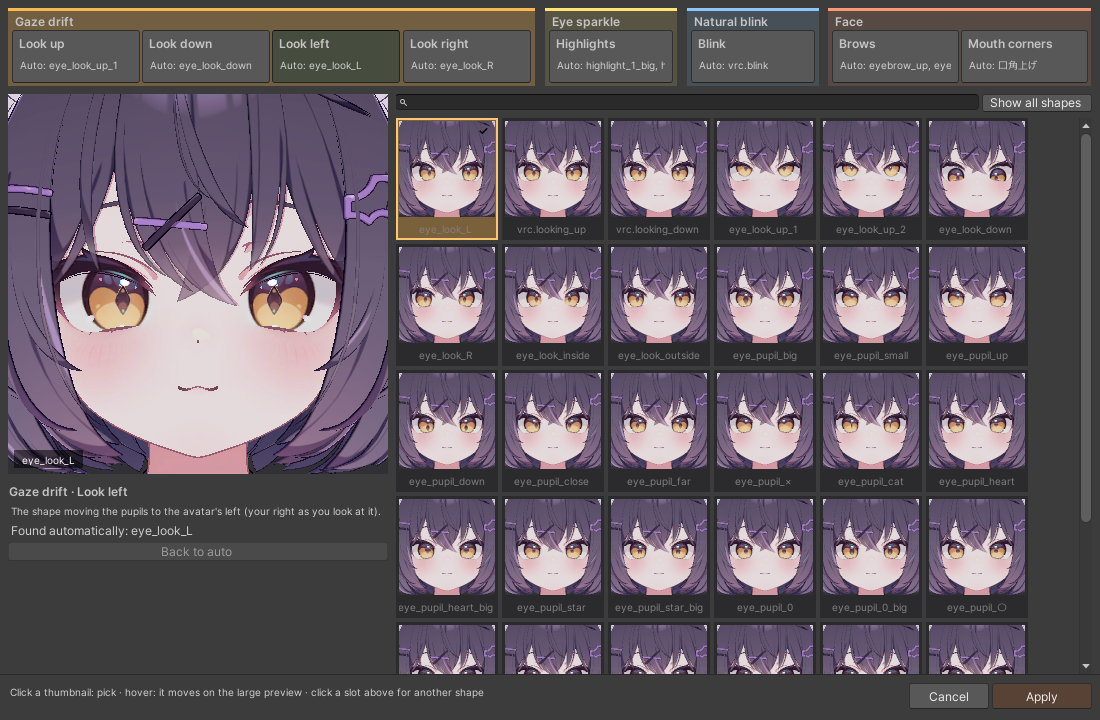 Gaze drift
Look up
Auto: eye_look_up_1
Look down
Auto: eye_look_down
Look left
Auto: eye_look_L
Look right
Auto: eye_look_R
Eye sparkle
Highlights
Auto: highlight_1_big, h
Natural blink
Blink
Auto: vrc.blink
Face
Brows
Auto: eyebrow_up, eye
Mouth corners
Auto: 口角上げ
Show all shapes
eye_look_L vrc.looking_up vrc.looking_down eye_look_up_1 eye_look_up_2 eye_look_down
eye_look_R eye_look_inside eye_look_outside eye_pupil_big eye_pupil_small eye_pupil_up
eye_pupil_down eye_pupil_close eye_pupil_far eye_pupil_× eye_pupil_cat eye_pupil_heart
eye_pupil_heart_big eye_pupil_star eye_pupil_star_big eye_pupil_0 eye_pupil_0_big eye_pupil_〇
eye_look_L
Gaze drift · Look left
The shape moving the pupils to the avatar's left (your right as you look at it).
Found automatically: eye_look_L
Back to auto
Click a thumbnail: pick · hover: it moves on the large preview · click a slot above for another shape
Cancel
Apply